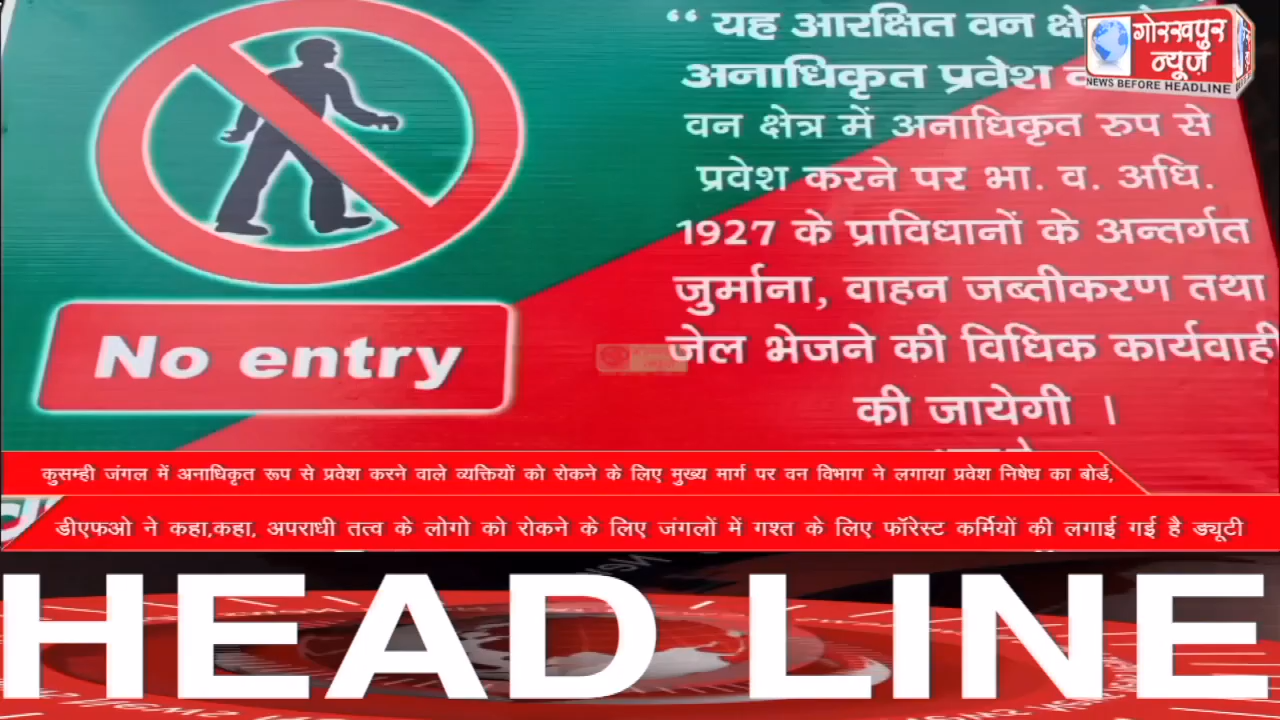 “ यह आरक्षित वन
गोरखपुर
न्यूज़
NEWS BEFORE HEADLINE
अनाधिकृत प्रवेश
वन क्षेत्र में अनाधिकृत रुप से
प्रवेश करने पर भा. व. अधि.
1927 के प्राविधानों के अन्तर्गत
जुर्माना, वाहन जब्तीकरण तथा
जेल भेजने की विधिक कार्यवाही
की जायेगी ।
No entry
कुसम्ही जंगल में अनाधिकृत रूप से प्रवेश करने वाले व्यक्तियों को रोकने के लिए मुख्य मार्ग पर वन विभाग ने लगाया प्रवेश निषेध का बोर्ड,
डीएफओ ने कहा,कहा, अपराधी तत्व के लोगो को रोकने के लिए जंगलों में गश्त के लिए फॉरेस्ट कर्मियों की लगाई गई है ड्यूटी
HEAD LINE